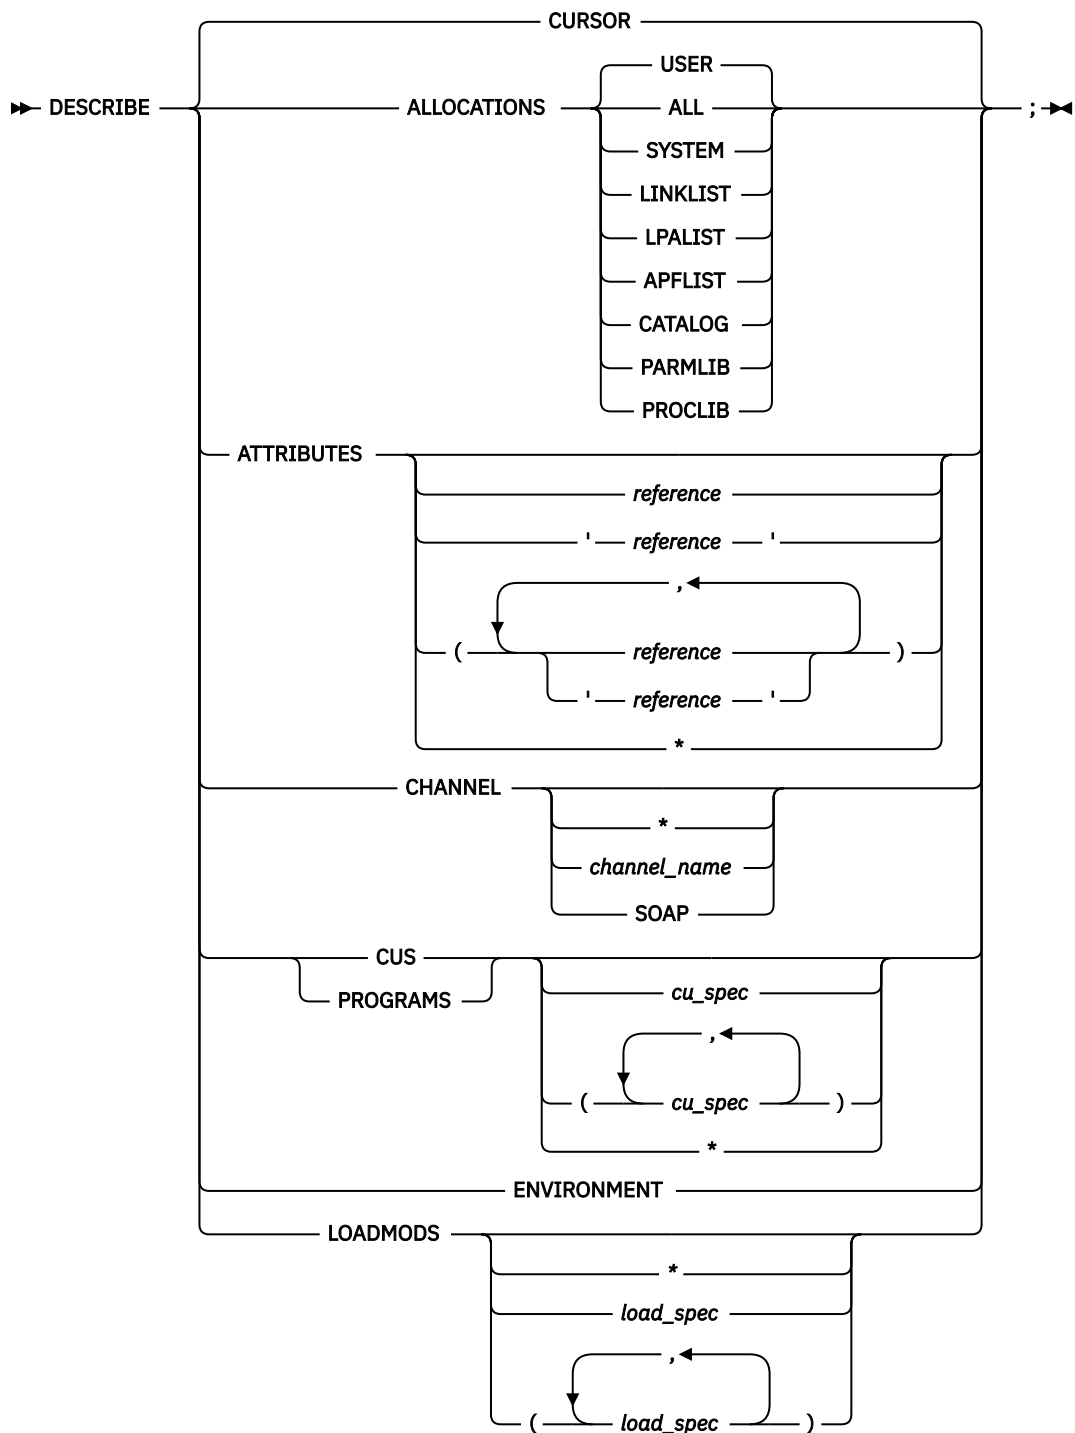 CURSOR
USER
DESCRIBE ALLOCATIONS ALL ;
SYSTEM
LINKLIST
LPALIST
APFLIST
CATALOG
PARMLIB
PROCLIB
ATTRIBUTES
reference
' reference '
,
( reference )
' reference '
*
CHANNEL
*
channel_name
SOAP
CUS
PROGRAMS
cu_spec
,
( cu_spec )
*
ENVIRONMENT
LOADMODS
*
load_spec
,
( load_spec )